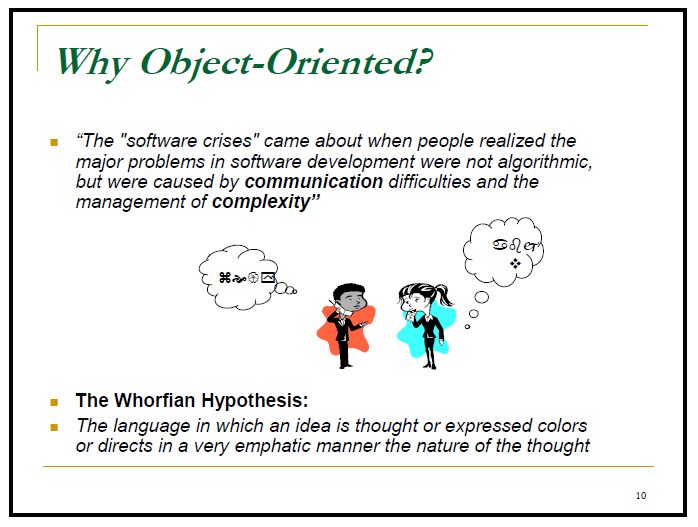 Why Object-Oriented?
“The "software crises" came about when people realized the
major problems in software development were not algorithmic,
but were caused by communication difficulties and the
management of complexity”
The Whorfian Hypothesis:
The language in which an idea is thought or expressed colors
or directs in a very emphatic manner the nature of the thought
10